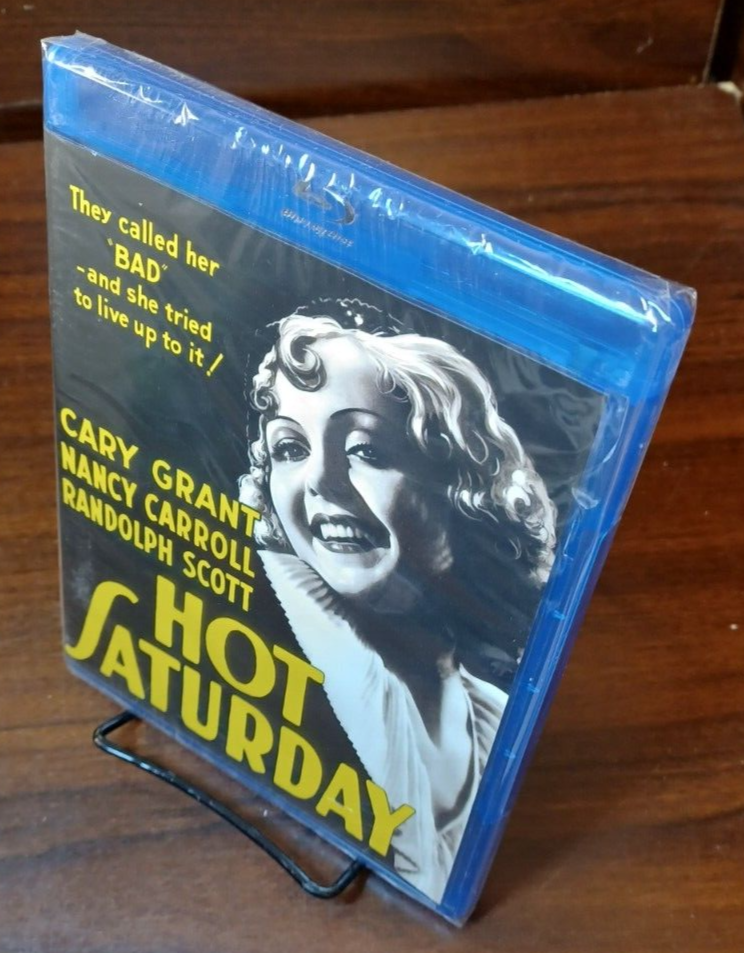 They called her
"BAD"
-and she tried
to live up to it!
CARY GRANT
NANCY CARROLL
RANDOLPH SCOTT
HOT
SATURDAY